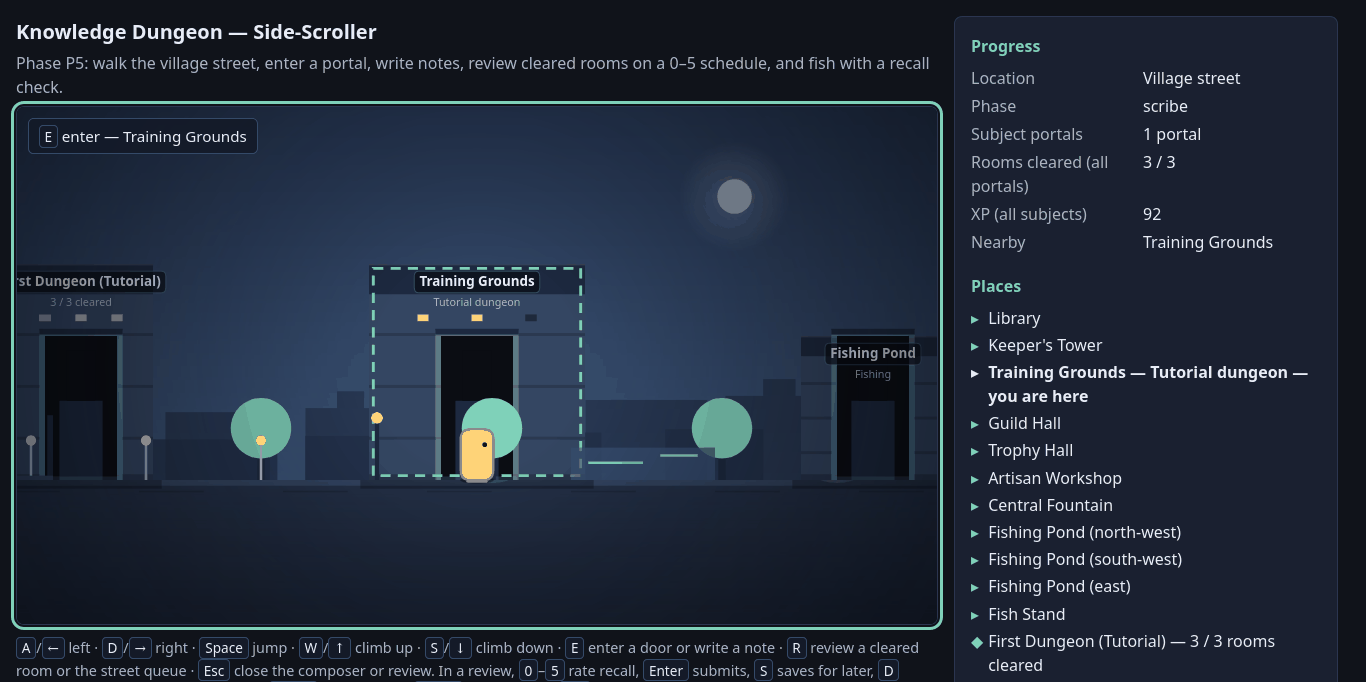 Knowledge Dungeon — Side-Scroller
Phase P5: walk the village street, enter a portal, write notes, review cleared rooms on a 0–5 schedule, and fish with a recall
check.
E enter — Training Grounds
rst Dungeon (Tutorial)
3 / 3 cleared
Training Grounds
Tutorial dungeon
Fishing Pond
Fishing
A/← left · D/→ right · Space jump · W/↑ climb up · S/↓ climb down · E enter a door or write a note · R review a cleared
room or the street queue · Esc close the composer or review. In a review, 0–5 rate recall, Enter submits, S saves for later, D
Progress
Location Village street
Phase scribe
Subject portals 1 portal
Rooms cleared (all 3 / 3
portals)
XP (all subjects) 92
Nearby Training Grounds
Places
▸ Library
▸ Keeper's Tower
▸ Training Grounds — Tutorial dungeon —
you are here
▸ Guild Hall
▸ Trophy Hall
▸ Artisan Workshop
▸ Central Fountain
▸ Fishing Pond (north-west)
▸ Fishing Pond (south-west)
▸ Fishing Pond (east)
▸ Fish Stand
◆ First Dungeon (Tutorial) — 3 / 3 rooms
cleared